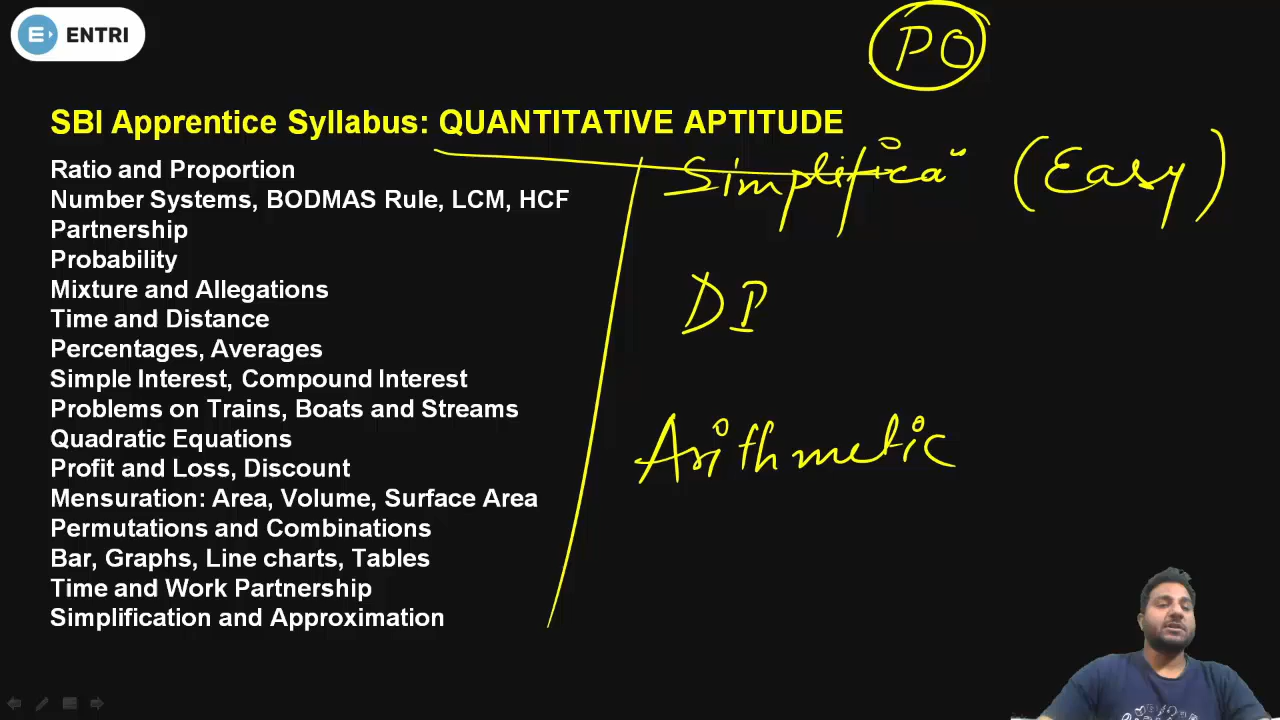 ENTRI
PO
SBI Apprentice Syllabus: QUANTITATIVE APTITUDE
Ratio and Proportion
Number Systems, BODMAS Rule, LCM, HCF
Partnership
Probability
Mixture and Allegations
Time and Distance
Percentages, Averages
Simple Interest, Compound Interest
Problems on Trains, Boats and Streams
Quadratic Equations
Profit and Loss, Discount
Mensuration: Area, Volume, Surface Area
Permutations and Combinations
Bar, Graphs, Line charts, Tables
Time and Work Partnership
Simplification and Approximation
Simplifica" (Easy)
DI
Arithmetic